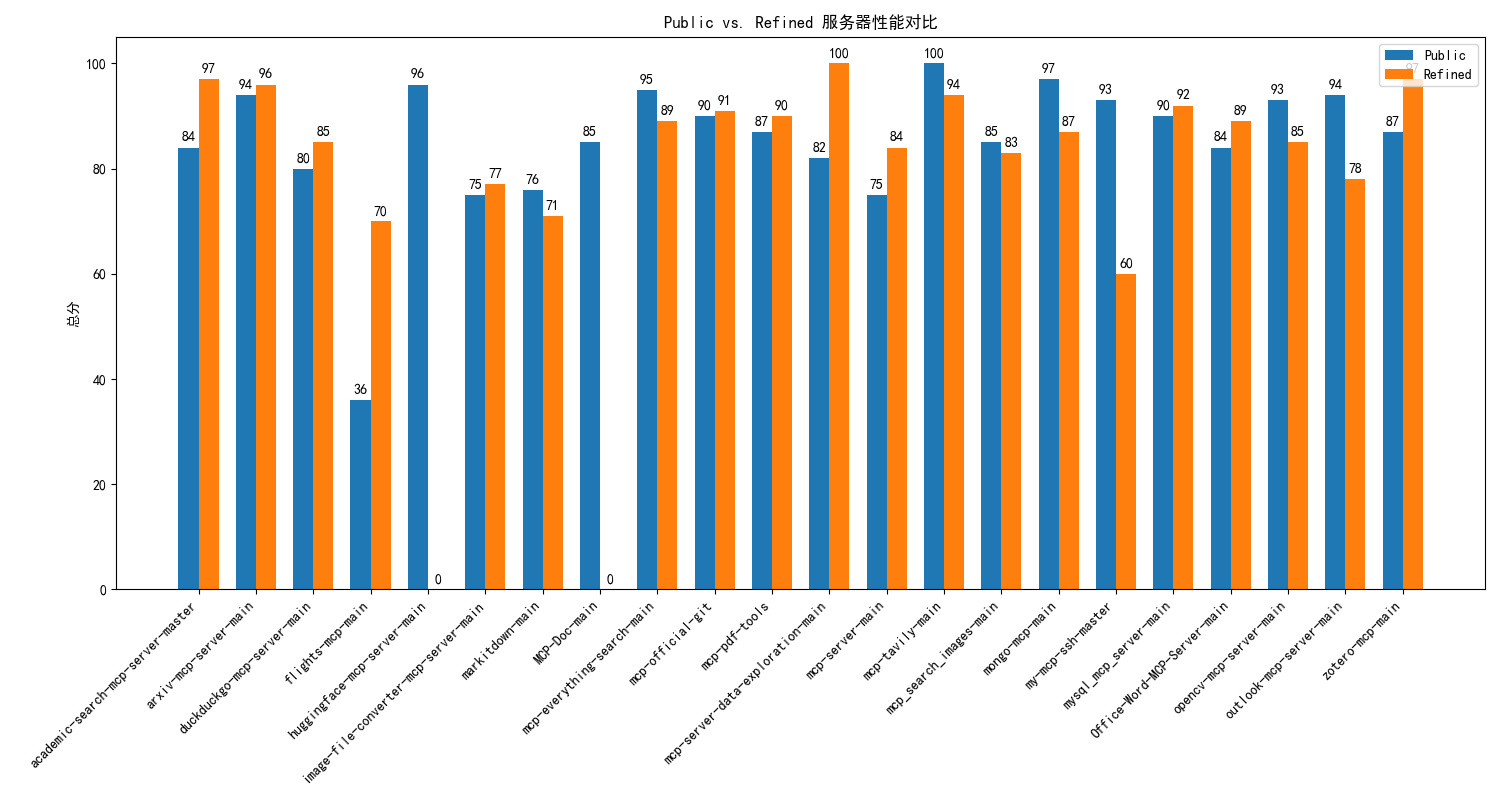 Public vs. Refined 服务器性能对比
Public
Refined
总分
100
80
60
40
20
0
84
97
94
96
80
85
36
70
96
0
75
77
76
71
85
0
95
89
90
91
87
90
82
100
75
84
100
94
85
83
97
87
93
60
90
92
84
89
93
85
94
78
87
97
academic-search-mcp-server-master
arxiv-mcp-server-main
duckduckgo-mcp-server-main
flights-mcp-main
huggingface-mcp-server-main
image-file-converter-mcp-server-main
markitdown-main
MCP-Doc-main
mcp-everything-search-main
mcp-official-git
mcp-pdf-tools
mcp-server-data-exploration-main
mcp-server-main
mcp-tavily-main
mcp_search_images-main
mongo-mcp-main
my-mcp-ssh-master
mysql_mcp_server-main
Office-Word-MCP-Server-main
opencv-mcp-server-main
outlook-mcp-server-main
zotero-mcp-main